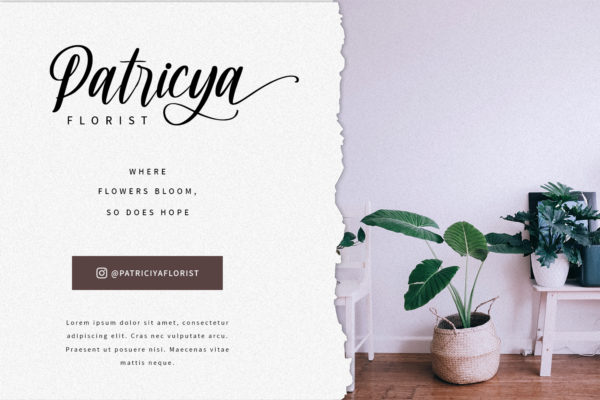 Patricya
FLORIST
WHERE
FLOWERS BLOOM,
SO DOES HOPE
@PATRICIYAFLORIST
Lorem ipsum dolor sit amet, consectetur
adipiscing elit. Cras nec vulputate arcu.
Praesent ut posuere nisi. Maecenas vitae
mattis neque.